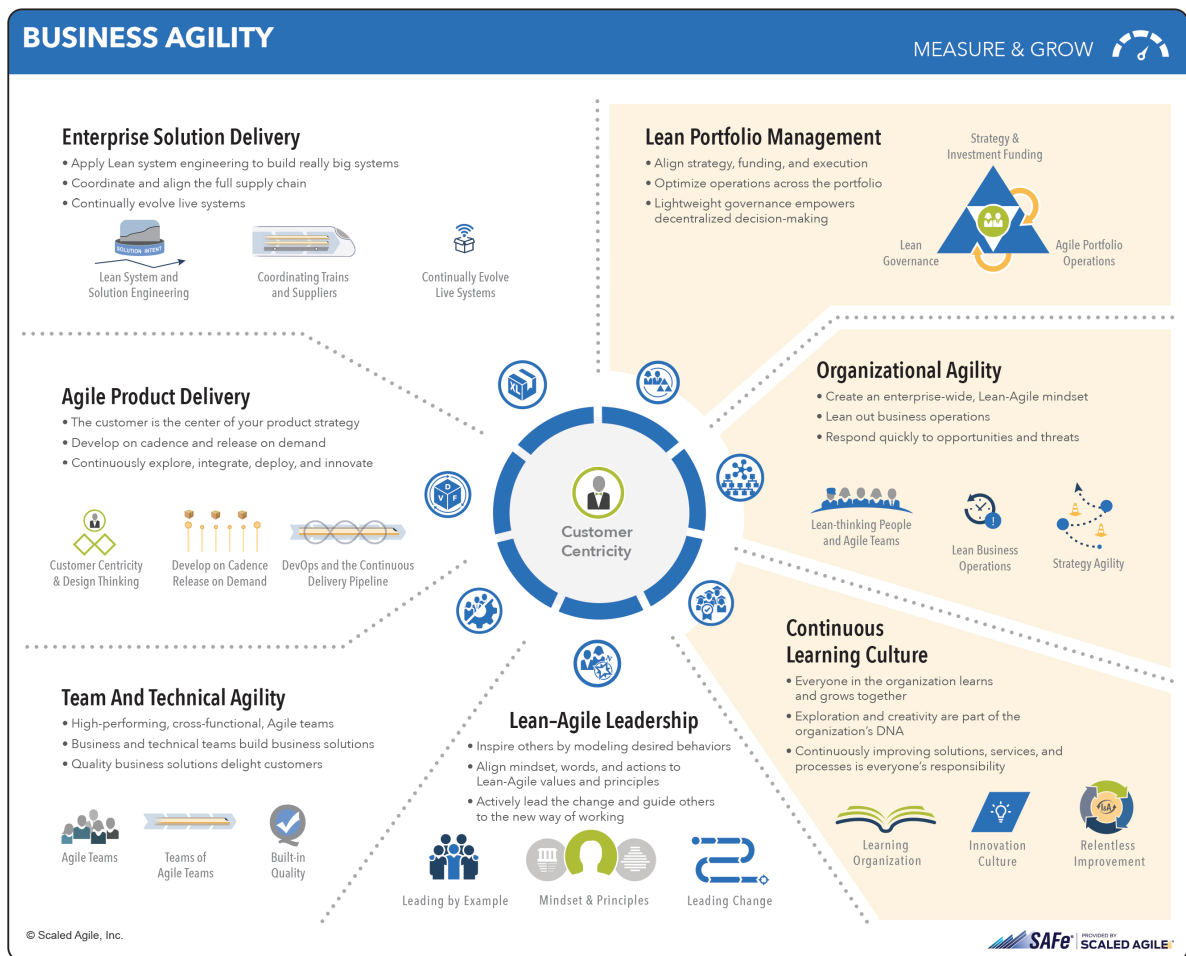 BUSINESS AGILITY
MEASURE & GROW
Enterprise Solution Delivery
• Apply Lean system engineering to build really big systems
• Coordinate and align the full supply chain
• Continually evolve live systems
SOLUTION INTENT
Lean System and
Solution Engineering
Coordinating Trains
and Suppliers
Continually Evolve
Live Systems
Lean Portfolio Management
• Align strategy, funding, and execution
• Optimize operations across the portfolio
• Lightweight governance empowers
decentralized decision-making
Strategy &
Investment Funding
Lean
Governance
Agile Portfolio
Operations
Agile Product Delivery
• The customer is the center of your product strategy
• Develop on cadence and release on demand
• Continuously explore, integrate, deploy, and innovate
Customer Centricity
& Design Thinking
Develop on Cadence
Release on Demand
DevOps and the Continuous
Delivery Pipeline
XL
D
V F
Customer
Centricity
Organizational Agility
• Create an enterprise-wide, Lean-Agile mindset
• Lean out business operations
• Respond quickly to opportunities and threats
Lean-thinking People
and Agile Teams
Lean Business
Operations
Strategy Agility
Team And Technical Agility
• High-performing, cross-functional, Agile teams
• Business and technical teams build business solutions
• Quality business solutions delight customers
Agile Teams
Teams of
Agile Teams
Built-in
Quality
Lean–Agile Leadership
• Inspire others by modeling desired behaviors
• Align mindset, words, and actions to
Lean-Agile values and principles
• Actively lead the change and guide others
to the new way of working
Leading by Example
Mindset & Principles
Leading Change
Continuous
Learning Culture
• Everyone in the organization learns
and grows together
• Exploration and creativity are part of the
organization's DNA
• Continuously improving solutions, services, and
processes is everyone's responsibility
Learning
Organization
Innovation
Culture
I&A
Relentless
Improvement
© Scaled Agile, Inc.
SAFe® PROVIDED BY
SCALED AGILE